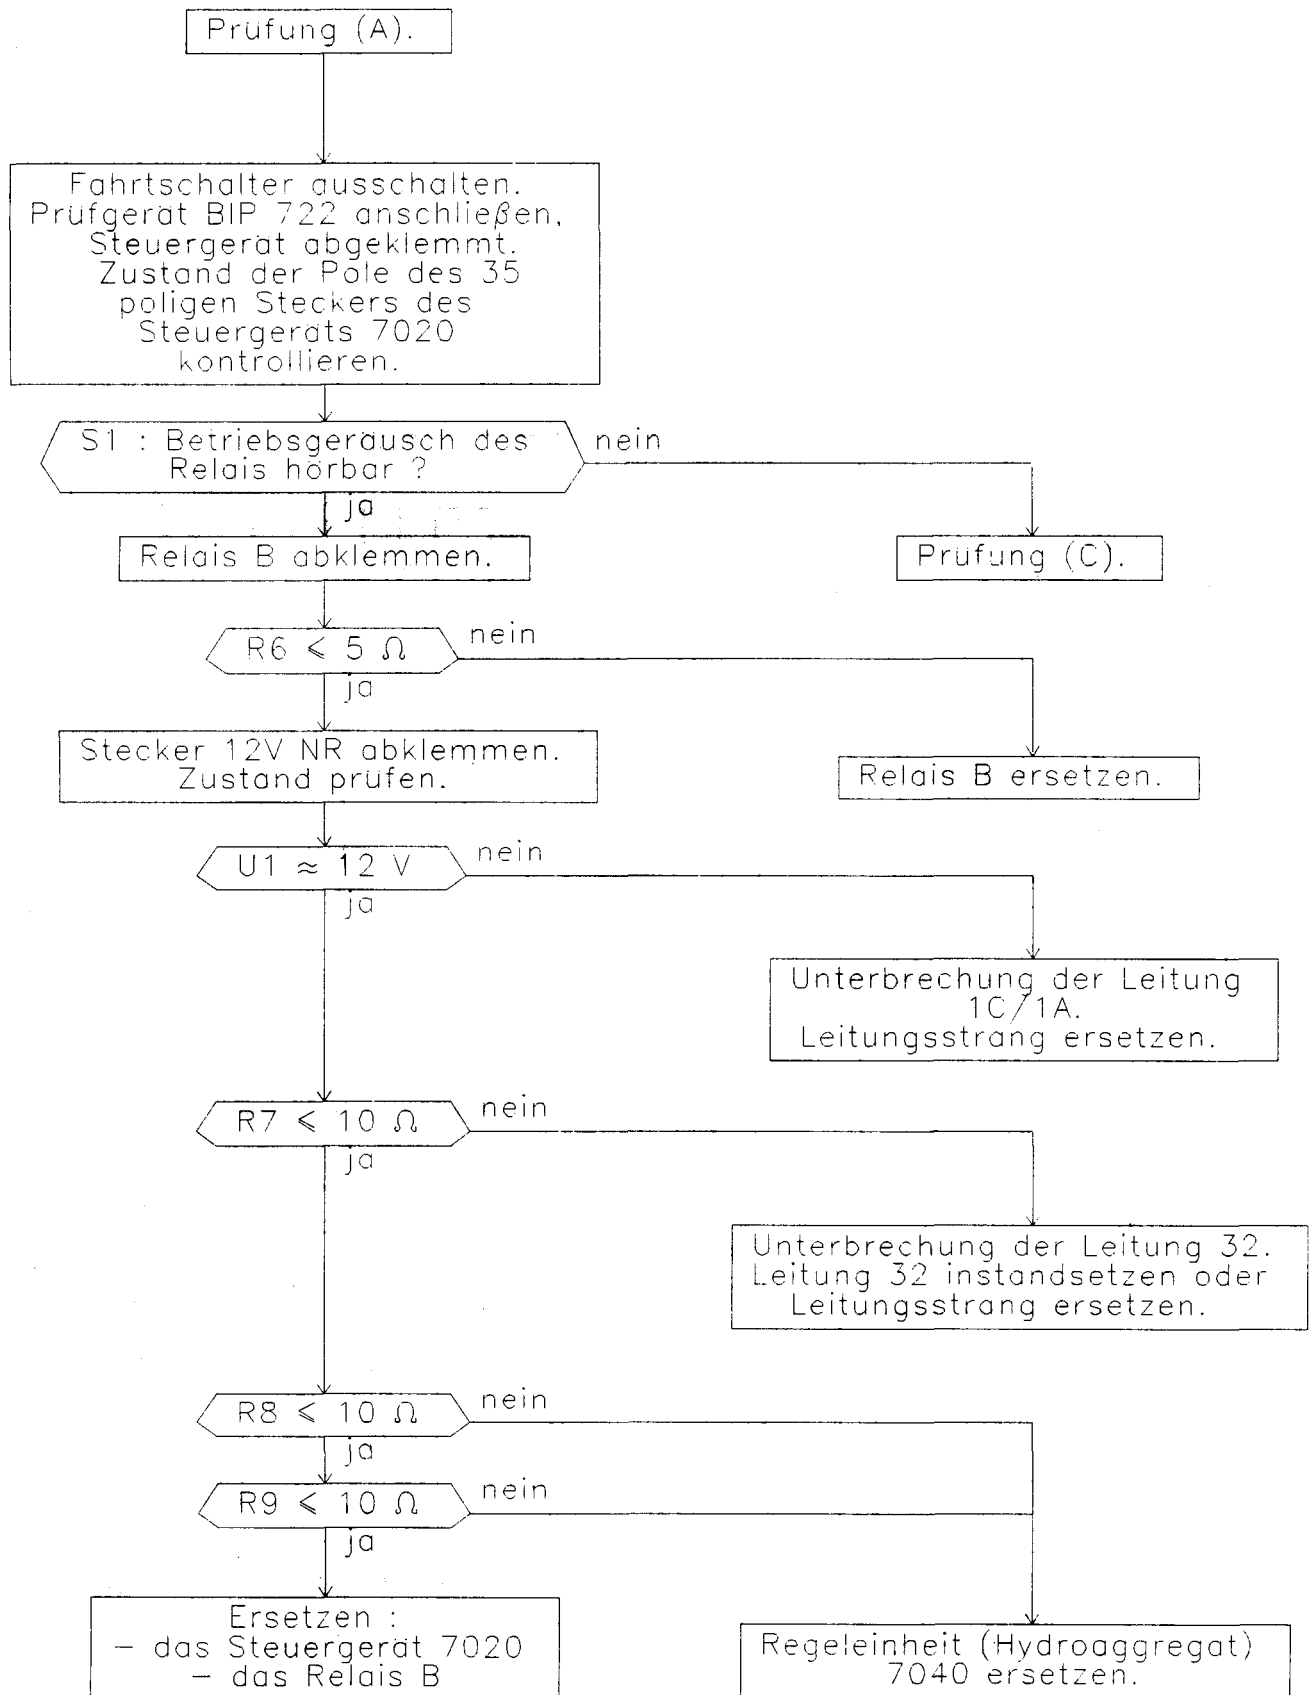 Prüfung (A).
Fahrtschalter ausschalten.
Prüfgerät BIP 722 anschließen,
Steuergerät abgeklemmt.
Zustand der Pole des 35
poligen Steckers des
Steuergeräts 7020
kontrollieren.
S1 : Betriebsgeräusch des
Relais hörbar ?
nein
ja
Relais B abklemmen.
Prüfung (C).
R6 ⩽ 5 Ω
nein
ja
Stecker 12V NR abklemmen.
Zustand prüfen.
Relais B ersetzen.
U1 ≈ 12 V
nein
ja
Unterbrechung der Leitung
1C/1A.
Leitungsstrang ersetzen.
R7 ⩽ 10 Ω
nein
ja
Unterbrechung der Leitung 32.
Leitung 32 instandsetzen oder
Leitungsstrang ersetzen.
R8 ⩽ 10 Ω
nein
ja
R9 ⩽ 10 Ω
nein
ja
Ersetzen :
– das Steuergerät 7020
– das Relais B
Regeleinheit (Hydroaggregat)
7040 ersetzen.